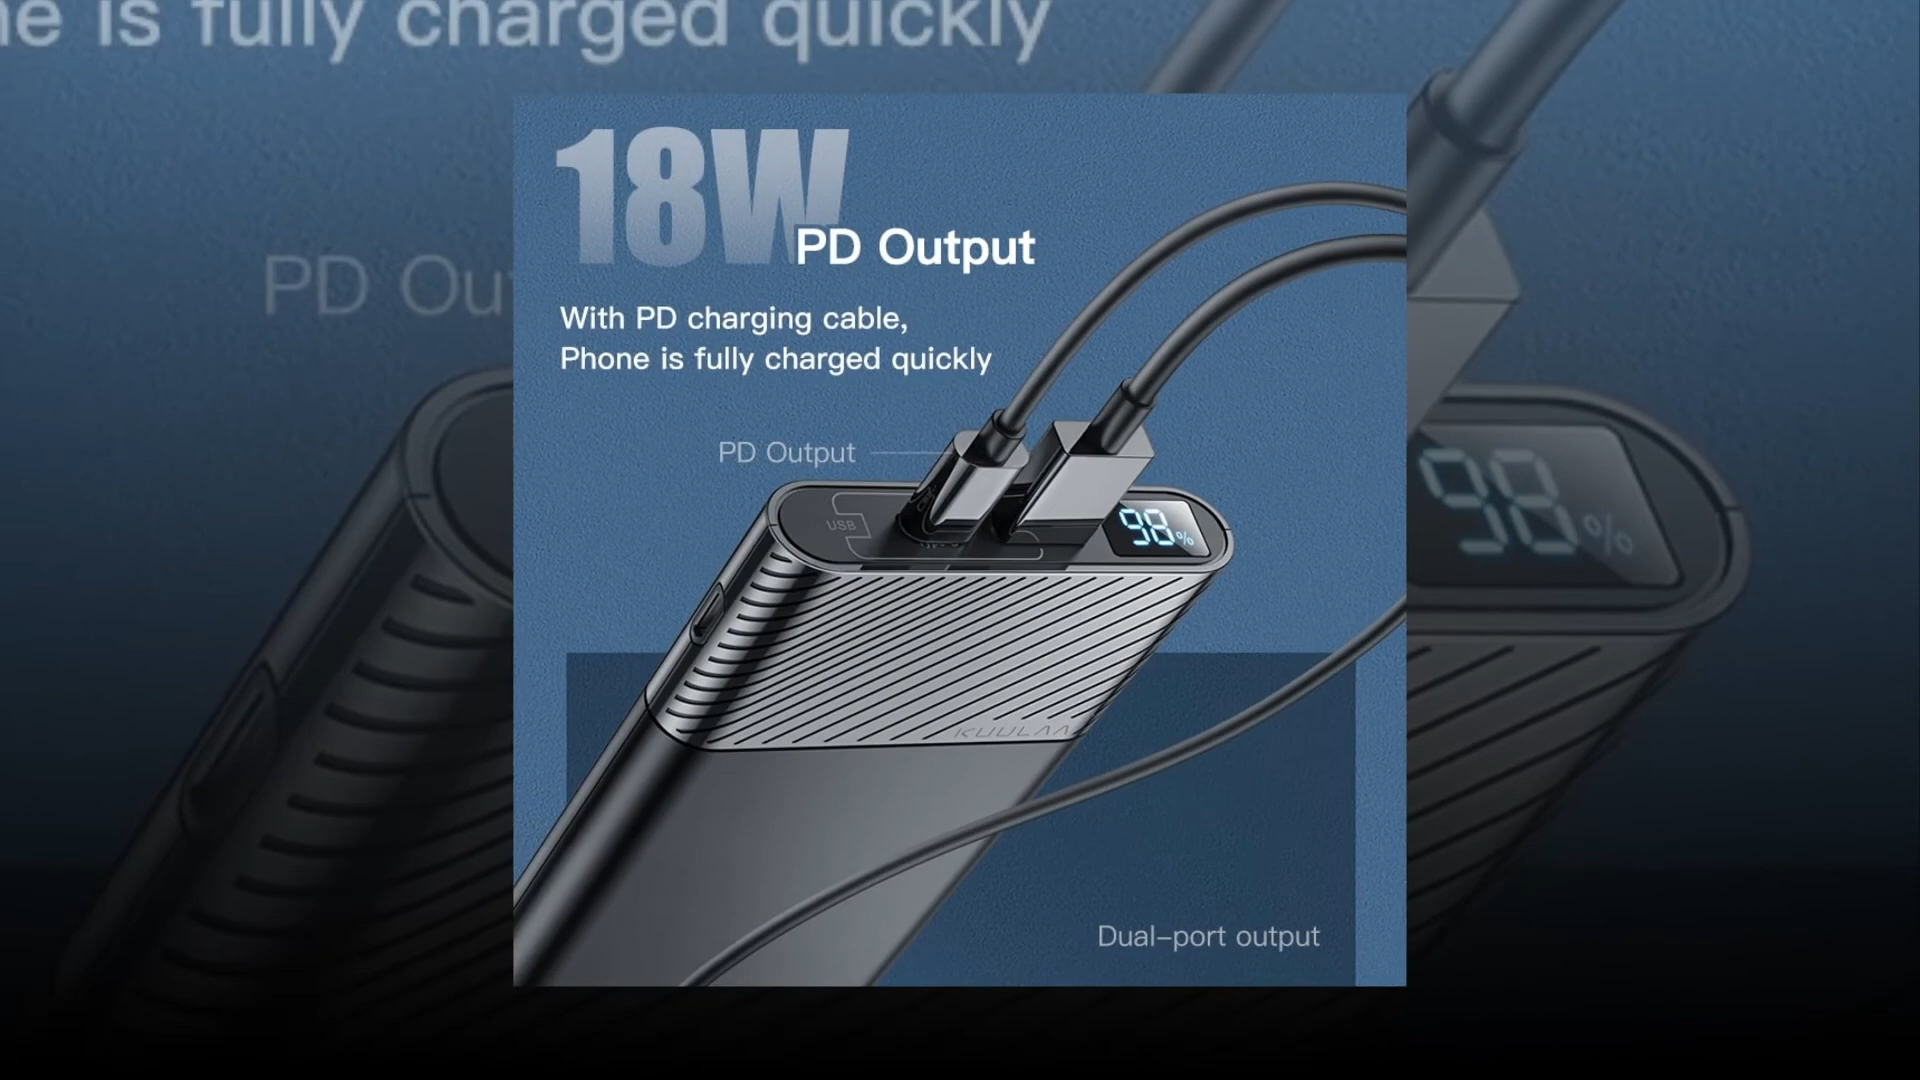 ne is fully charged quickly
18W
PD Output
With PD charging cable,
Phone is fully charged quickly
PD Ou
PD Output
USB
98%
98%
KUULAA
Dual-port output